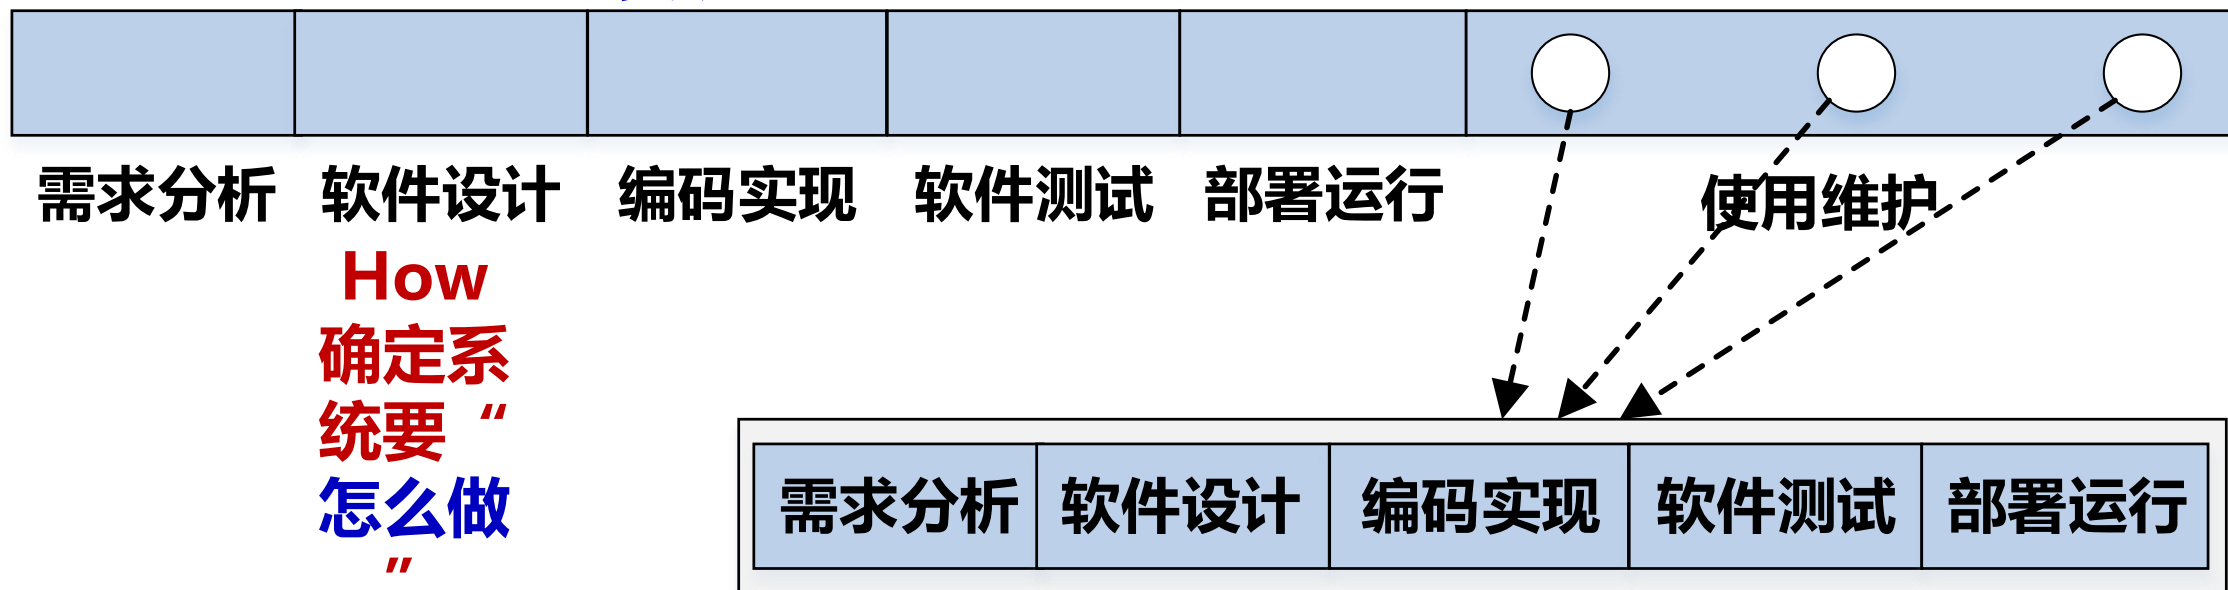 需求分析 软件设计 编码实现 软件测试 部署运行 使用维护
How
确定系
统要“
怎么做
”
需求分析 软件设计 编码实现 软件测试 部署运行